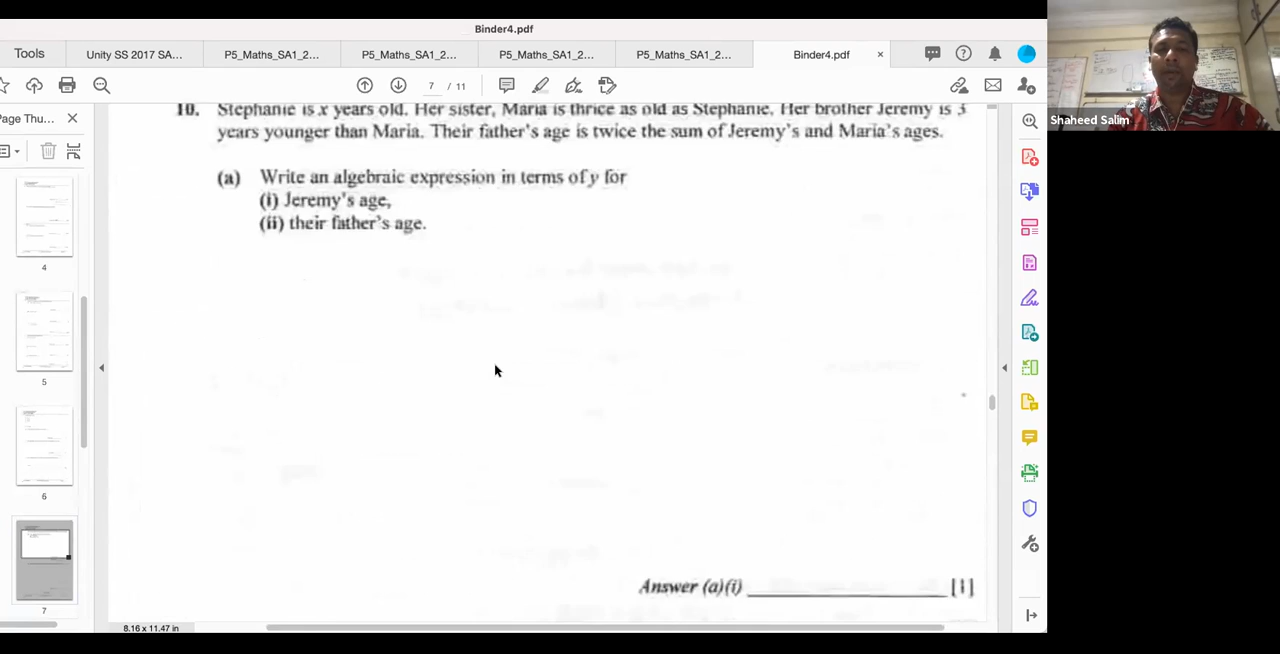 Binder4.pdf
Tools
Unity SS 2017 SA...
P5_Maths_SA1_2...
P5_Maths_SA1_2...
P5_Maths_SA1_2...
P5_Maths_SA1_2...
Binder4.pdf
7 / 11
Page Thu...
10. Stephanie is x years old. Her sister, Maria is thrice as old as Stephanie. Her brother Jeremy is 3
years younger than Maria. Their father's age is twice the sum of Jeremy's and Maria's ages.
(a) Write an algebraic expression in terms of y for
(i) Jeremy's age,
(ii) their father's age.
Answer (a)(i) [1]
4
5
6
7
8.16 x 11.47 in
Shaheed Salim